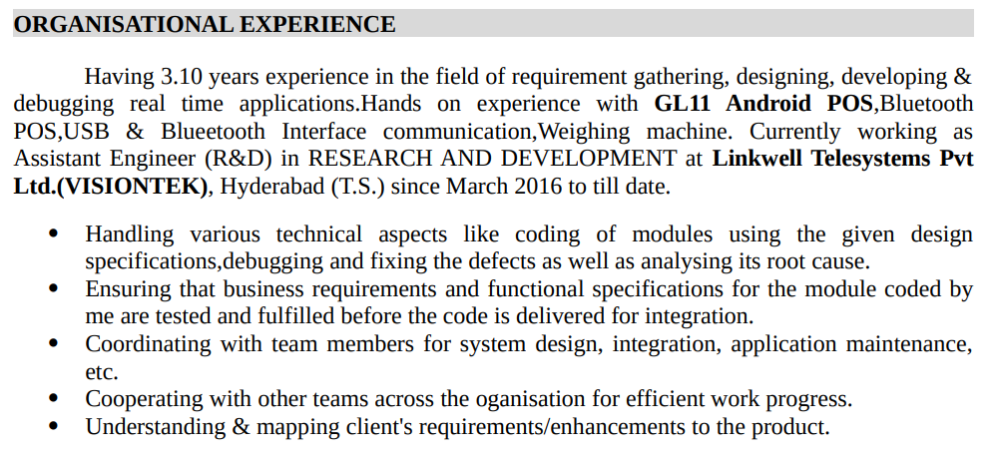 ORGANISATIONAL EXPERIENCE
Having 3.10 years experience in the field of requirement gathering, designing, developing &
debugging real time applications.Hands on experience with GL11 Android POS,Bluetooth
POS,USB & Blueetooth Interface communication,Weighing machine. Currently working as
Assistant Engineer (R&D) in RESEARCH AND DEVELOPMENT at Linkwell Telesystems Pvt
Ltd.(VISIONTEK), Hyderabad (T.S.) since March 2016 to till date.
• Handling various technical aspects like coding of modules using the given design
specifications,debugging and fixing the defects as well as analysing its root cause.
• Ensuring that business requirements and functional specifications for the module coded by
me are tested and fulfilled before the code is delivered for integration.
• Coordinating with team members for system design, integration, application maintenance,
etc.
• Cooperating with other teams across the oganisation for efficient work progress.
• Understanding & mapping client's requirements/enhancements to the product.